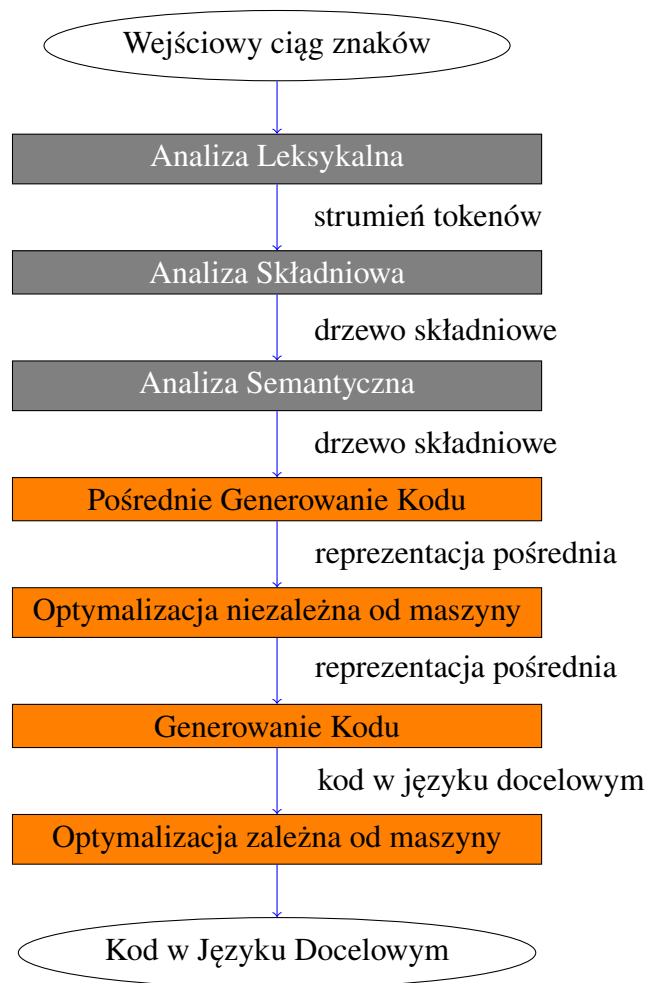 Wejściowy ciąg znaków
Analiza Leksykalna
strumień tokenów
Analiza Składniowa
drzewo składniowe
Analiza Semantyczna
drzewo składniowe
Pośrednie Generowanie Kodu
reprezentacja pośrednia
Optymalizacja niezależna od maszyny
reprezentacja pośrednia
Generowanie Kodu
kod w języku docelowym
Optymalizacja zależna od maszyny
Kod w Języku Docelowym